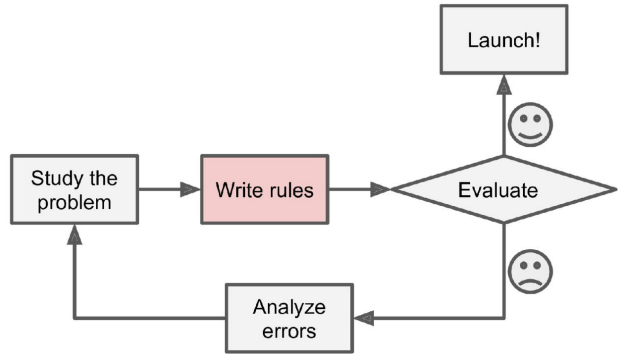 Launch!
Study the
problem
Write rules
Evaluate
Analyze
errors